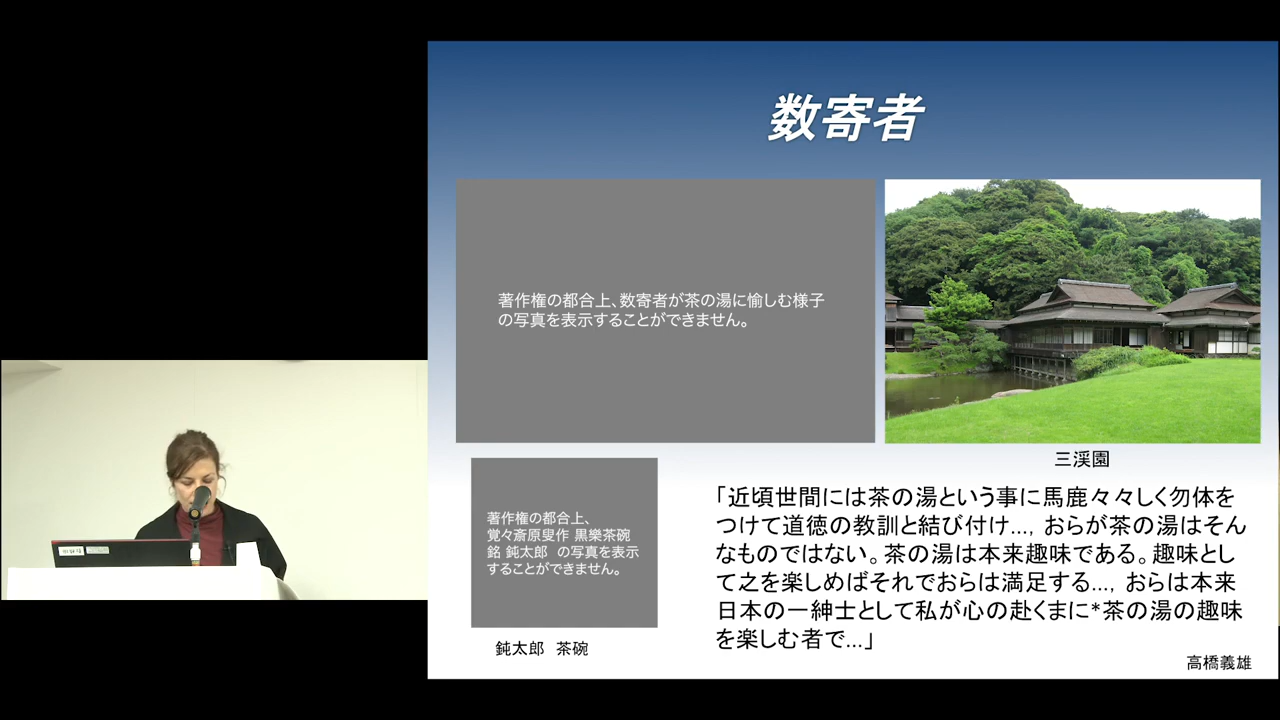 数寄者
著作権の都合上、数寄者が茶の湯に愉しむ様子
の写真を表示することができません。
三渓園
著作権の都合上、
覚々斎原叟作 黒樂茶碗
銘 鈍太郎 の写真を表示
することができません。
鈍太郎 茶碗
「近頃世間には茶の湯という事に馬鹿々々しく勿体を
つけて道徳の教訓と結び付け…, おらが茶の湯はそん
なものではない。茶の湯は本来趣味である。趣味とし
て之を楽しめばそれでおらは満足する…, おらは本来
日本の一紳士として私が心の赴くまに*茶の湯の趣味
を楽しむ者で…」
高橋義雄